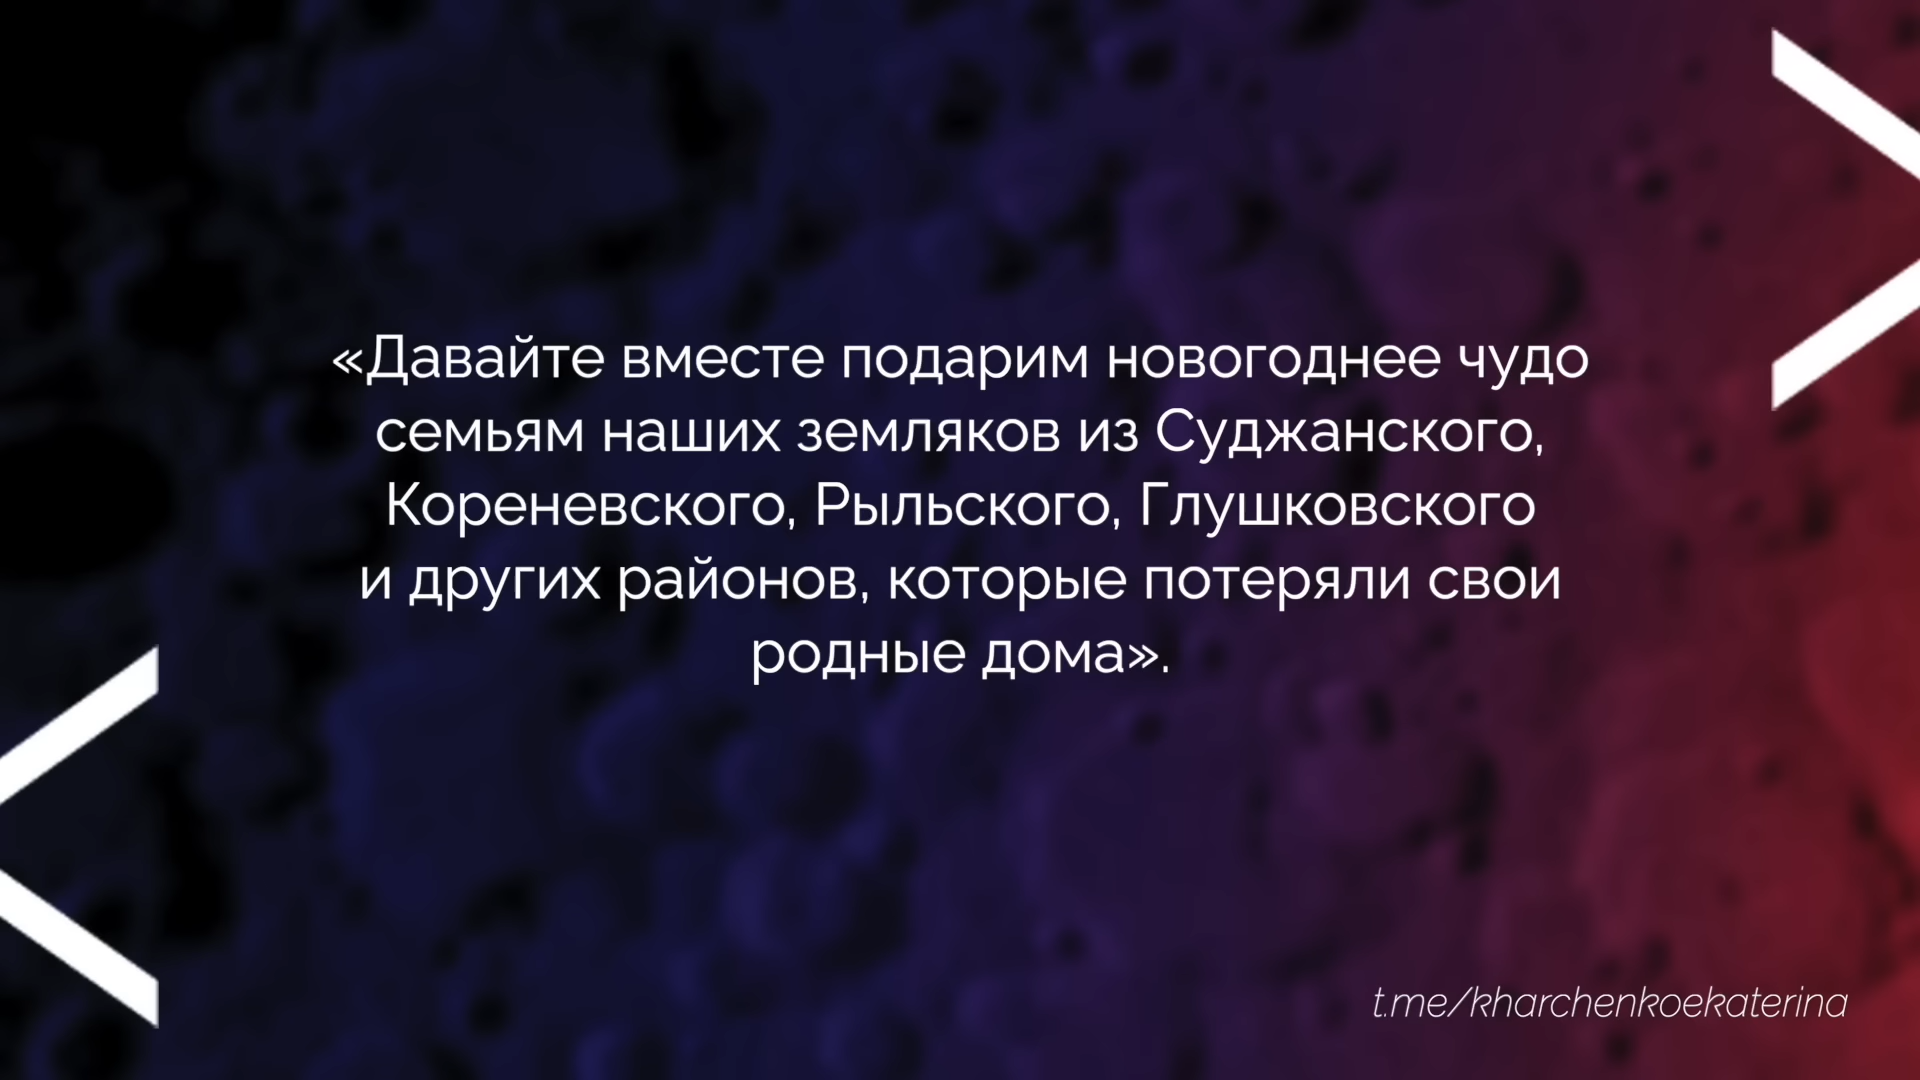 «Давайте вместе подарим новогоднее чудо
семьям наших земляков из Суджанского,
Кореневского, Рыльского, Глушковского
и других районов, которые потеряли свои
родные дома».
t.me/kharchenkoekaterina